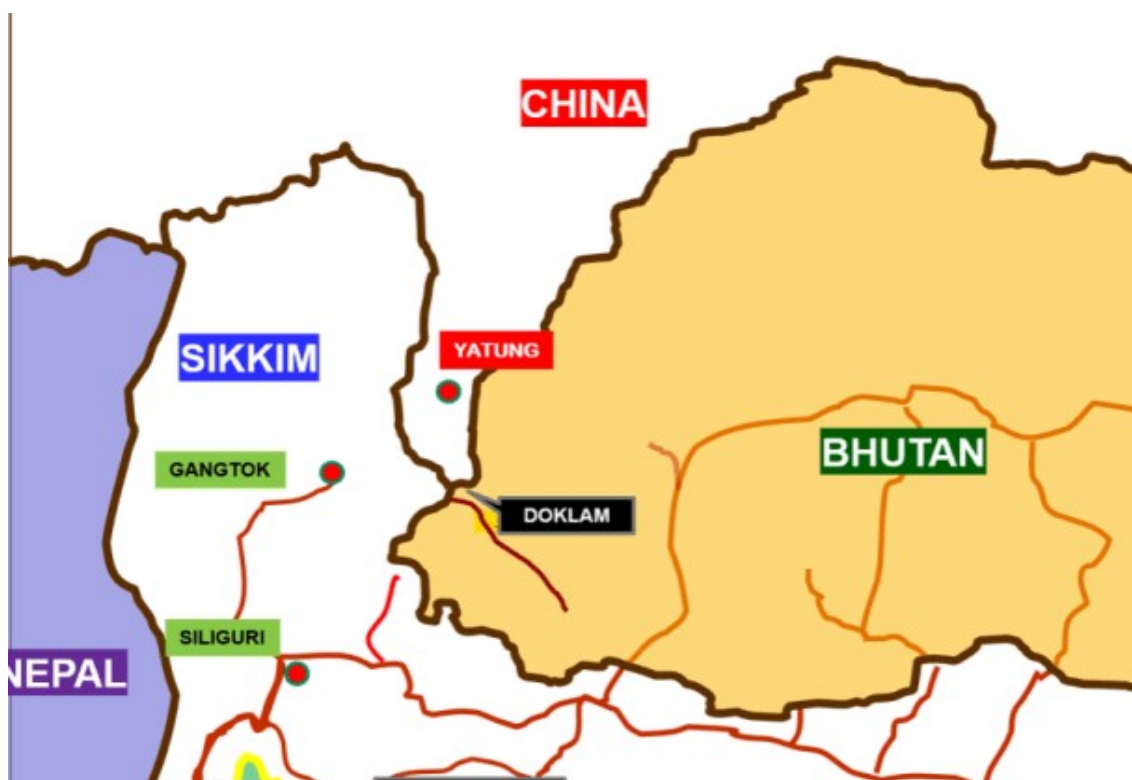 CHINA
SIKKIM
YATUNG
GANGTOK
BHUTAN
DOKLAM
SILIGURI
NEPAL